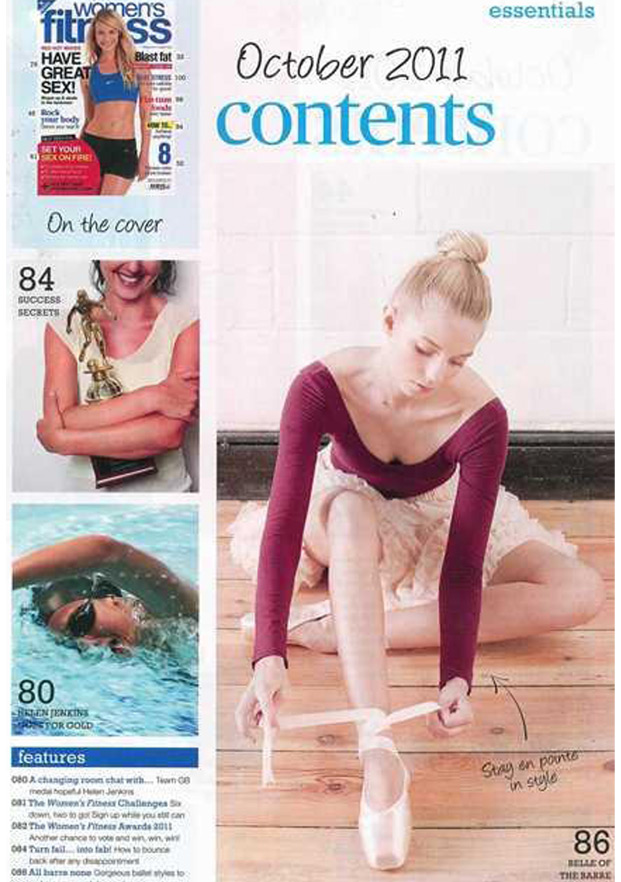 essentials
October 2011
contents
women's
fitness
HAVE
GREAT
SEX!
Blast fat
100
Rock
your body
SET YOUR
SEX ON FIRE!
8
On the cover
84
SUCCESS
SECRETS
80
HELEN JENKINS
GOES FOR GOLD
features
080 A changing room chat with... Team GB
medal hopeful Helen Jenkins
081 The Women's Fitness Challenges Six
down, two to go! Sign up while you still can
082 The Women's Fitness Awards 2011
Another chance to vote and win, win, win!
084 Turn fail... into fab! How to bounce
back after any disappointment
086 All barre none Gorgeous ballet styles to
Stay en pointe
in style
86
BELLE OF
THE BARRE